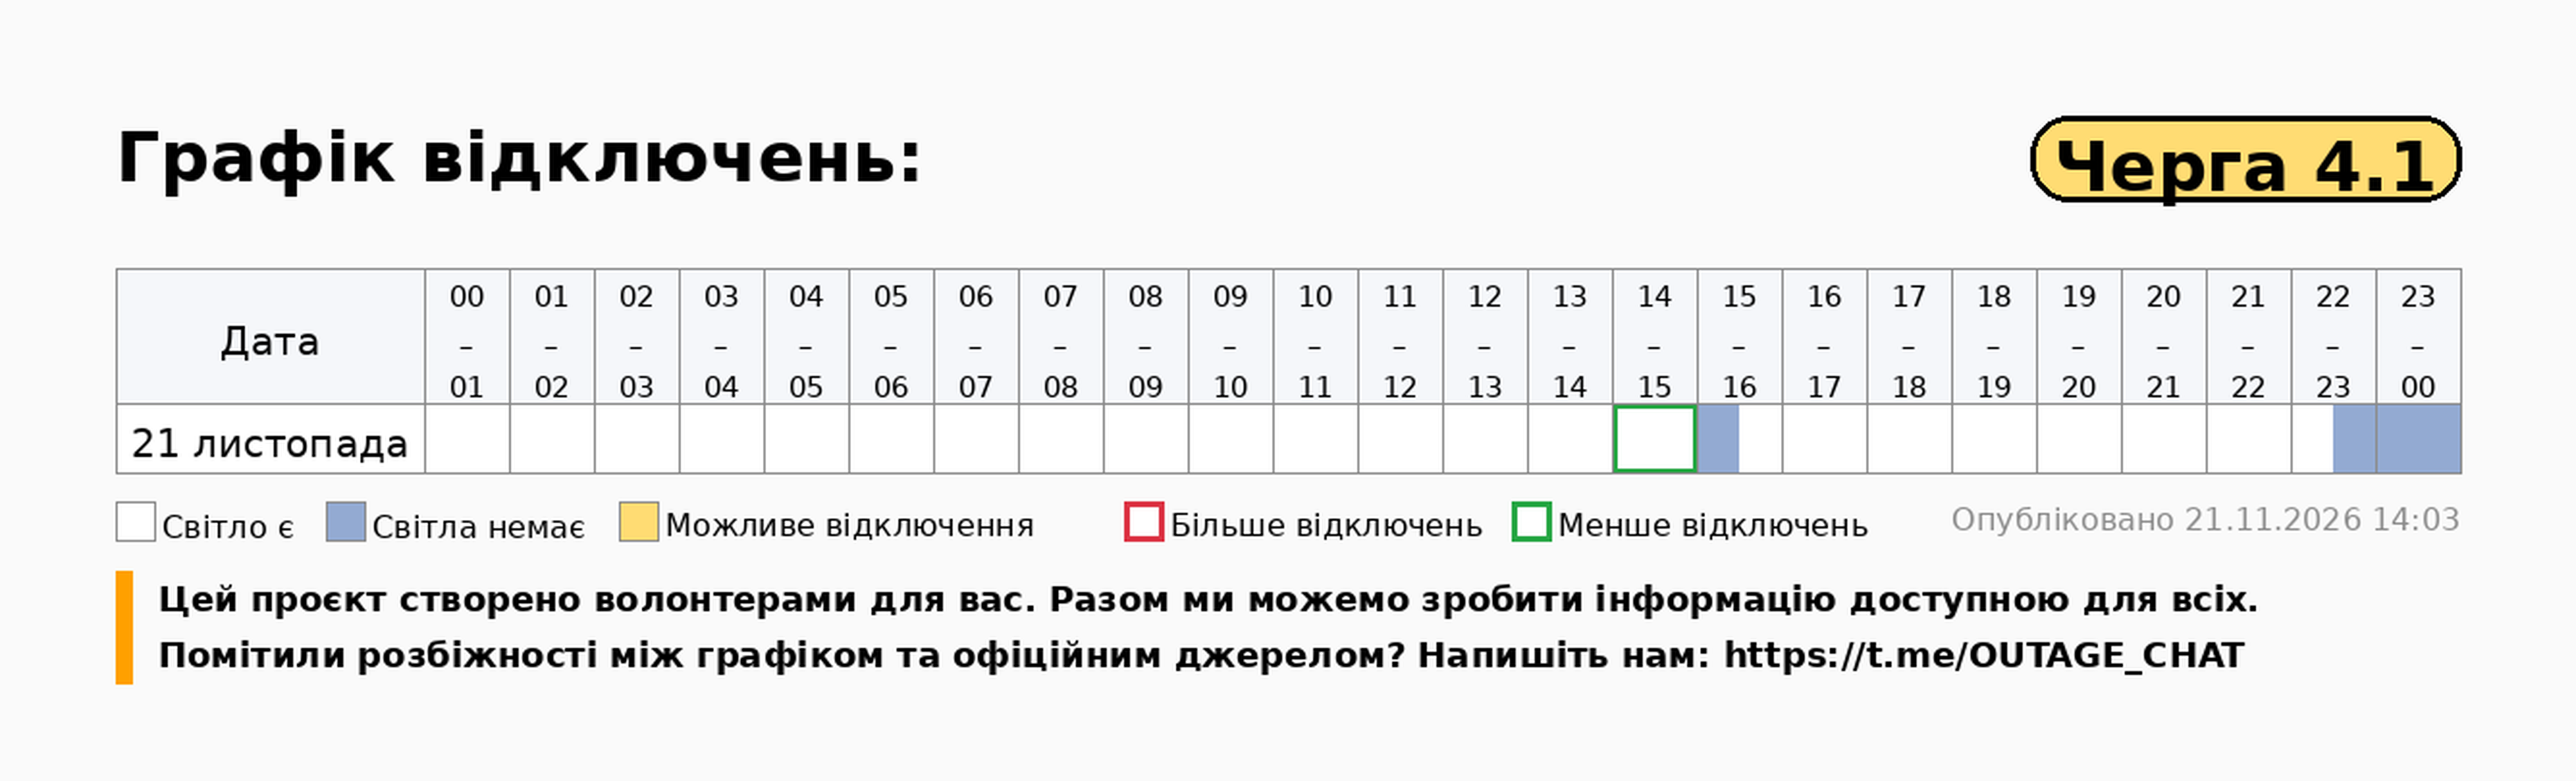 Графік відключень:
Черга 4.1
Дата 00 – 01 01 – 02 02 – 03 03 – 04 04 – 05 05 – 06 06 – 07 07 – 08 08 – 09 09 – 10 10 – 11 11 – 12 12 – 13 13 – 14 14 – 15 15 – 16 16 – 17 17 – 18 18 – 19 19 – 20 20 – 21 21 – 22 22 – 23 23 – 00
21 листопада
Світло є Світла немає Можливе відключення Більше відключень Менше відключень Опубліковано 21.11.2026 14:03
Цей проєкт створено волонтерами для вас. Разом ми можемо зробити інформацію доступною для всіх.
Помітили розбіжності між графіком та офіційним джерелом? Напишіть нам: https://t.me/OUTAGE_CHAT